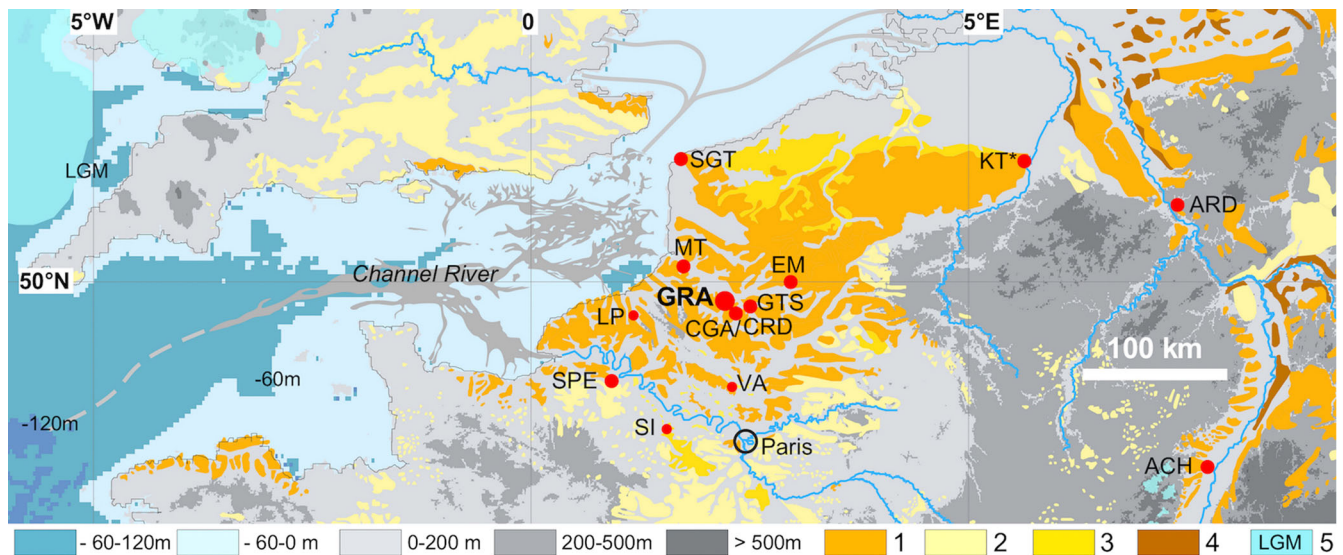 5°W
0
5°E
LGM
SGT
KT*
ARD
MT
50°N
Channel River
EM
GRA
GTS
LP
CGA/
CRD
100 km
-60m
SPE
VA
-120m
SI
Paris
ACH
- 60-120m
- 60-0 m
0-200 m
200-500m
> 500m
1
2
3
4
LGM
5